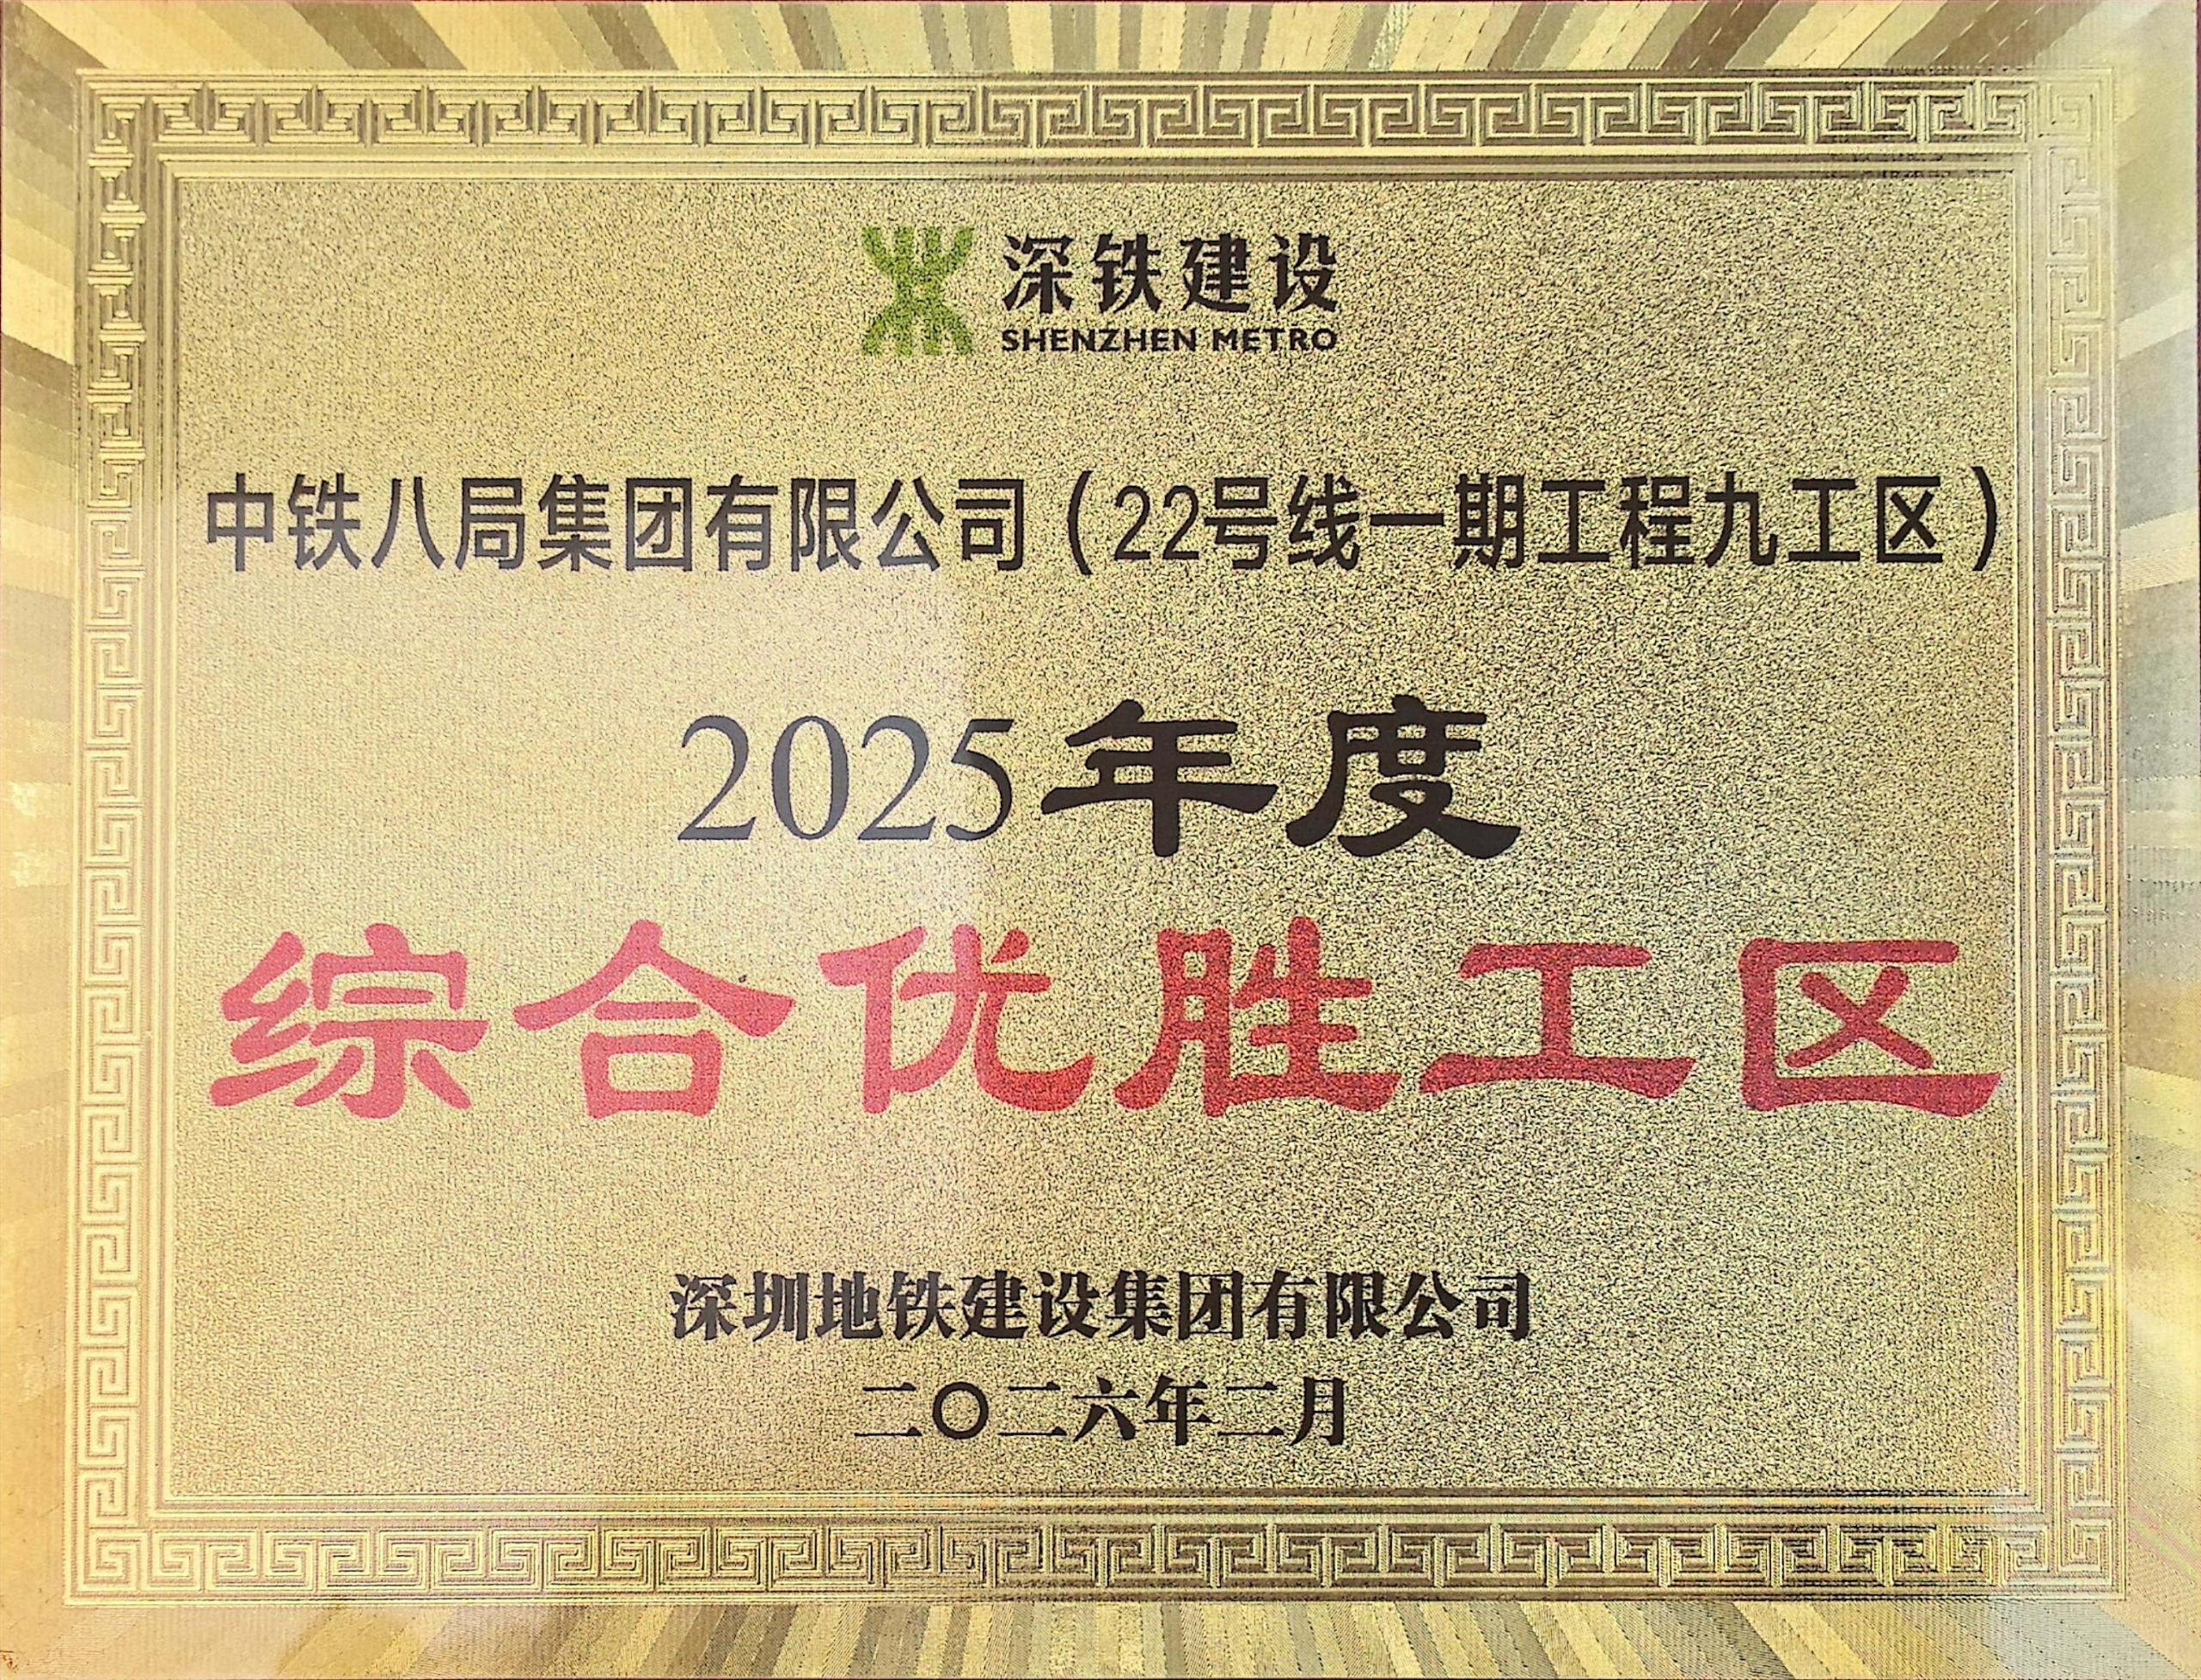 深铁建设
SHENZHEN METRO
中铁八局集团有限公司（22号线一期工程九工区）
2025年度
综合优胜工区
深圳地铁建设集团有限公司
二〇二六年二月